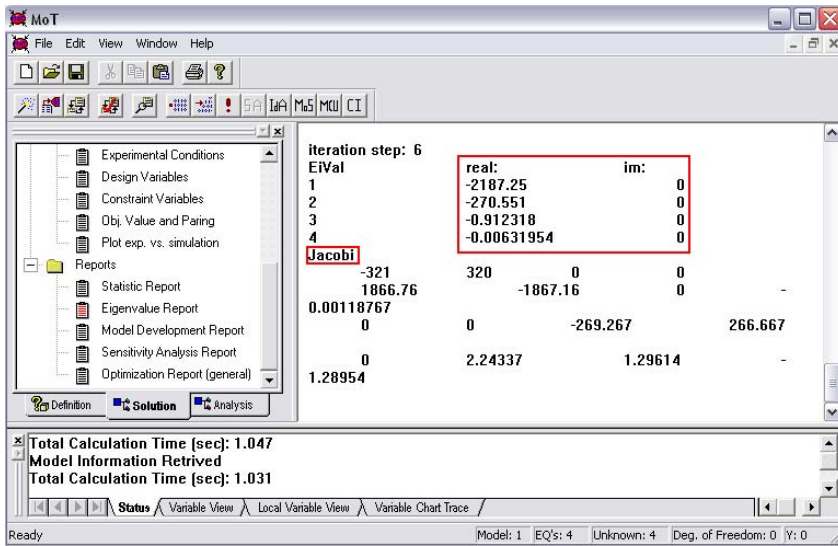 MoT
File Edit View Window Help
SA IdA MoS MCU CI
Experimental Conditions
Design Variables
Constraint Variables
Obj. Value and Paring
Plot exp. vs. simulation
Reports
Statistic Report
Eigenvalue Report
Model Development Report
Sensitivity Analysis Report
Optimization Report (general)
Definition Solution Analysis
iteration step: 6
EiVal real: im:
1 -2187.25 0
2 -270.551 0
3 -0.912318 0
4 -0.00631954 0
Jacobi
-321 320 0 0
1866.76 -1867.16 0 -
0.00118767
0 0 -269.267 266.667
0 2.24337 1.29614 -
1.28954
Total Calculation Time (sec): 1.047
Model Information Retrived
Total Calculation Time (sec): 1.031
Status Variable View Local Variable View Variable Chart Trace
Ready Model: 1 EQ's: 4 Unknown: 4 Deg. of Freedom: 0 Y: 0